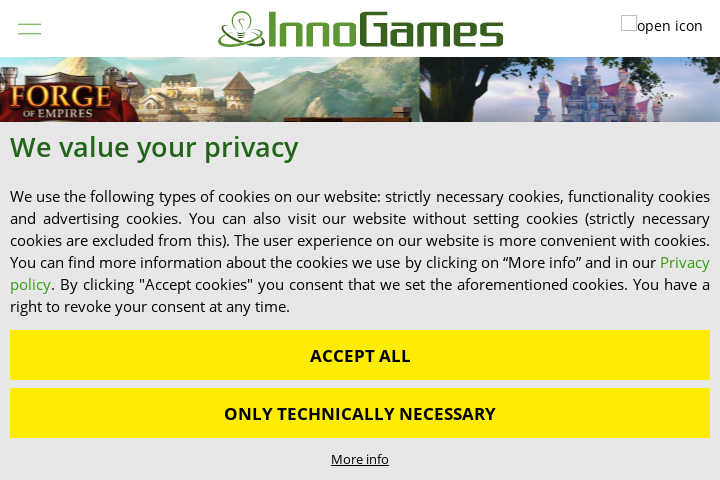 InnoGames
open icon
FORGE
OF EMPIRES
We value your privacy
We use the following types of cookies on our website: strictly necessary cookies, functionality cookies
and advertising cookies. You can also visit our website without setting cookies (strictly necessary
cookies are excluded from this). The user experience on our website is more convenient with cookies.
You can find more information about the cookies we use by clicking on “More info” and in our Privacy
policy. By clicking "Accept cookies" you consent that we set the aforementioned cookies. You have a
right to revoke your consent at any time.
ACCEPT ALL
ONLY TECHNICALLY NECESSARY
More info